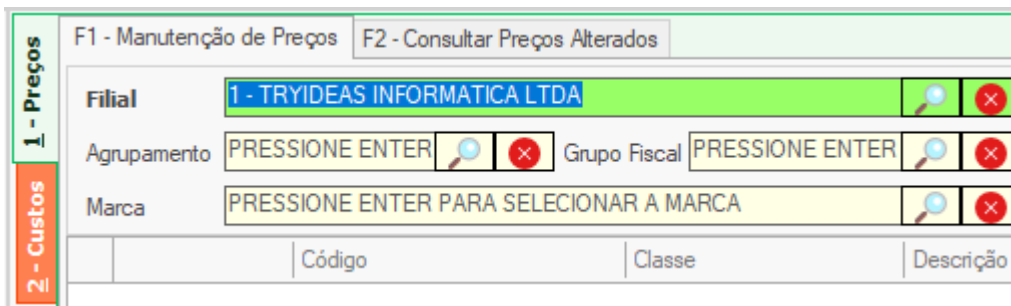 F1 - Manutenção de Preços F2 - Consultar Preços Alterados
1 - Preços
Filial 1 - TRYIDEAS INFORMATICA LTDA
Agrupamento PRESSIONE ENTER Grupo Fiscal PRESSIONE ENTER
2 - Custos
Marca PRESSIONE ENTER PARA SELECIONAR A MARCA
Código Classe Descrição